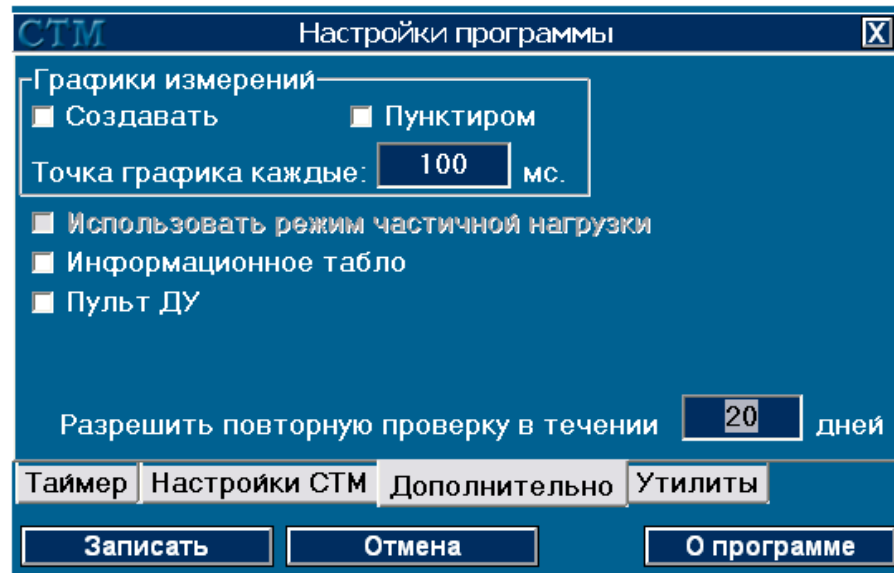 СТМ Настройки программы X
Графики измерений
Создавать Пунктиром
Точка графика каждые: 100 мс.
Использовать режим частичной нагрузки
Информационное табло
Пульт ДУ
Разрешить повторную проверку в течении 20 дней
Таймер Настройки СТМ Дополнительно Утилиты
Записать Отмена О программе